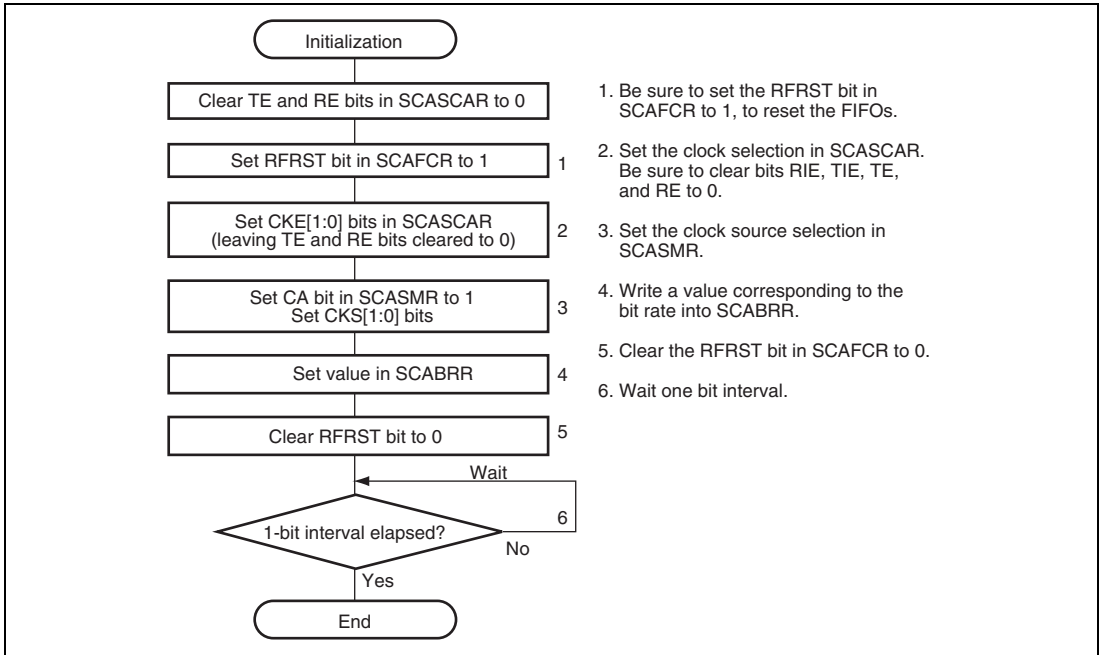 Initialization
Clear TE and RE bits in SCASCAR to 0
Set RFRST bit in SCAFCR to 1
1
Set CKE[1:0] bits in SCASCAR
(leaving TE and RE bits cleared to 0)
2
Set CA bit in SCASMR to 1
Set CKS[1:0] bits
3
Set value in SCABRR
4
Clear RFRST bit to 0
5
Wait
1-bit interval elapsed?
6
No
Yes
End
1. Be sure to set the RFRST bit in
SCAFCR to 1, to reset the FIFOs.
2. Set the clock selection in SCASCAR.
Be sure to clear bits RIE, TIE, TE,
and RE to 0.
3. Set the clock source selection in
SCASMR.
4. Write a value corresponding to the
bit rate into SCABRR.
5. Clear the RFRST bit in SCAFCR to 0.
6. Wait one bit interval.